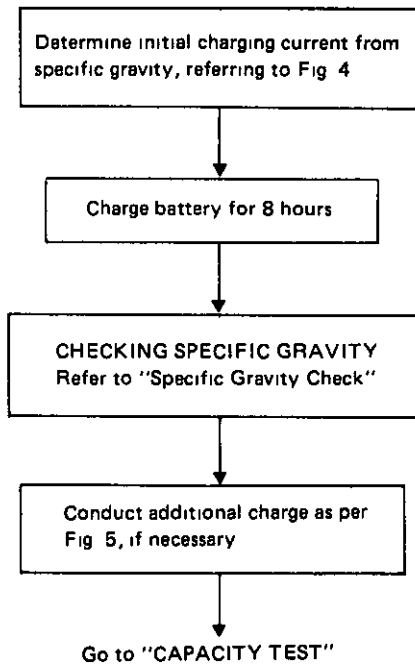 Determine initial charging current from
specific gravity, referring to Fig 4
Charge battery for 8 hours
CHECKING SPECIFIC GRAVITY
Refer to "Specific Gravity Check"
Conduct additional charge as per
Fig 5, if necessary
Go to "CAPACITY TEST"